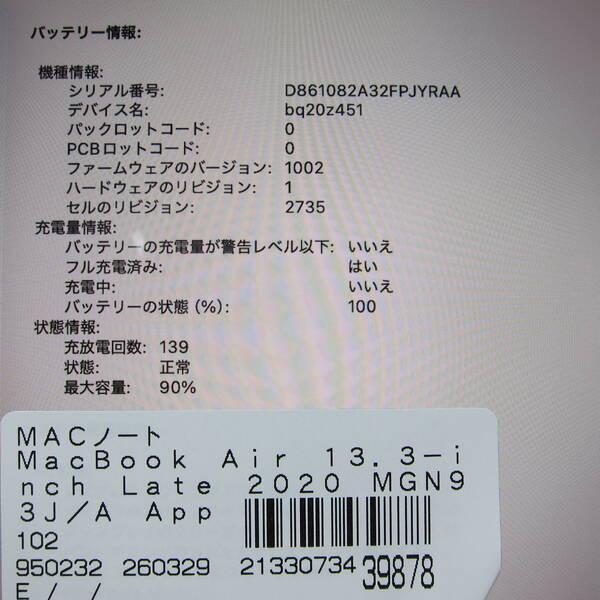 バッテリー情報:
機種情報:
シリアル番号: D861082A32FPJYRAA
デバイス名: bq20z451
パックロットコード: 0
PCBロットコード: 0
ファームウェアのバージョン: 1002
ハードウェアのリビジョン: 1
セルのリビジョン: 2735
充電量情報:
バッテリーの充電量が警告レベル以下: いいえ
フル充電済み: はい
充電中: いいえ
バッテリーの状態 (%): 100
状態情報:
充放電回数: 139
状態: 正常
最大容量: 90%
MACノート
MacBook Air 13.3-i
nch Late 2020 MGN9
3J/A App
102
950232 260329 21330734 39878
E / /